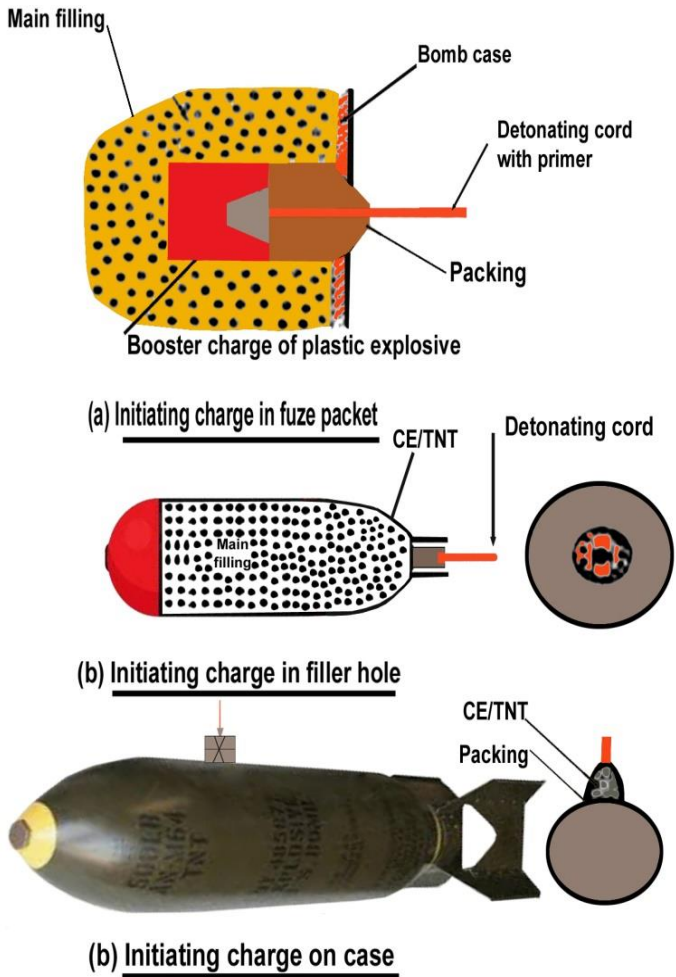 Main filling
Bomb case
Detonating cord
with primer
Packing
Booster charge of plastic explosive
(a) Initiating charge in fuze packet
CE/TNT
Detonating cord
Main
filling
(b) Initiating charge in filler hole
CE/TNT
Packing
AN-M64
TNT
(b) Initiating charge on case